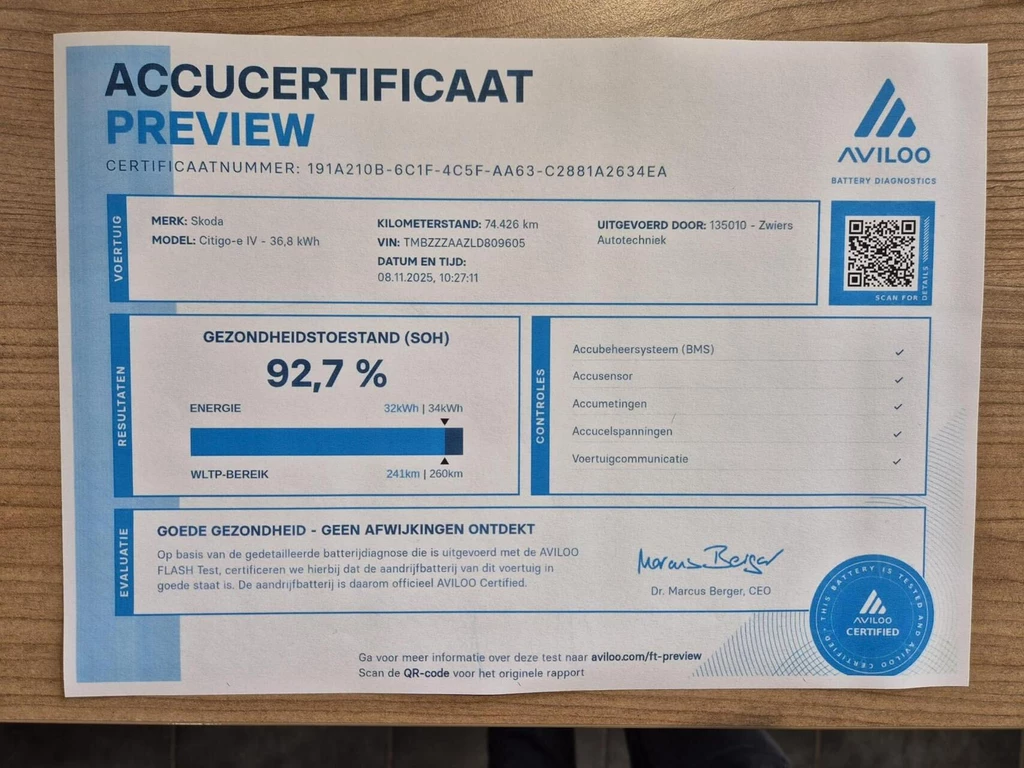 ACCUCERTIFICAAT
PREVIEW
CERTIFICAATNUMMER: 191A210B-6C1F-4C5F-AA63-C2881A2634EA
AVILOO
BATTERY DIAGNOSTICS
VOERTUIG
MERK: Skoda
MODEL: Citigo-e IV - 36,8 kWh
KILOMETERSTAND: 74.426 km
VIN: TMBZZZAAZLD809605
DATUM EN TIJD:
08.11.2025, 10:27:11
UITGEVOERD DOOR: 135010 - Zwiers
Autotechniek
SCAN FOR
DETAILS
RESULTATEN
GEZONDHEIDSTOESTAND (SOH)
92,7 %
ENERGIE 32kWh | 34kWh
WLTP-BEREIK 241km | 260km
CONTROLES
Accubeheersysteem (BMS)
Accusensor
Accumetingen
Accucelspanningen
Voertuigcommunicatie
EVALUATIE
GOEDE GEZONDHEID - GEEN AFWIJKINGEN ONTDEKT
Op basis van de gedetailleerde batterijdiagnose die is uitgevoerd met de AVILOO
FLASH Test, certificeren we hierbij dat de aandrijfbatterij van dit voertuig in
goede staat is. De aandrijfbatterij is daarom officieel AVILOO Certified.
Marcus Berger
Dr. Marcus Berger, CEO
THIS BATTERY IS TESTED AND AVILOO CERTIFIED.
AVILOO
CERTIFIED
Ga voor meer informatie over deze test naar aviloo.com/ft-preview
Scan de QR-code voor het originele rapport